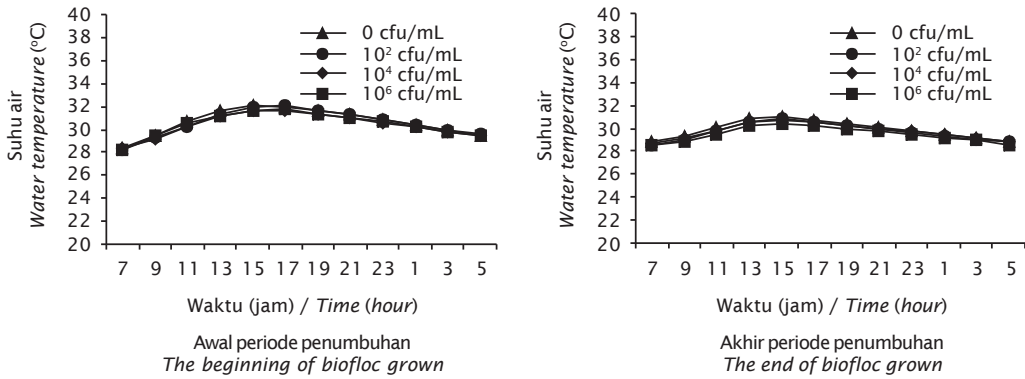 Suhu air
Water temperature (°C)
40
38
36
34
32
30
28
26
24
22
20
0 cfu/mL
10² cfu/mL
10⁴ cfu/mL
10⁶ cfu/mL
7 9 11 13 15 17 19 21 23 1 3 5
Waktu (jam) / Time (hour)
Awal periode penumbuhan
The beginning of biofloc grown
Suhu air
Water temperature (°C)
40
38
36
34
32
30
28
26
24
22
20
0 cfu/mL
10² cfu/mL
10⁴ cfu/mL
10⁶ cfu/mL
7 9 11 13 15 17 19 21 23 1 3 5
Waktu (jam) / Time (hour)
Akhir periode penumbuhan
The end of biofloc grown